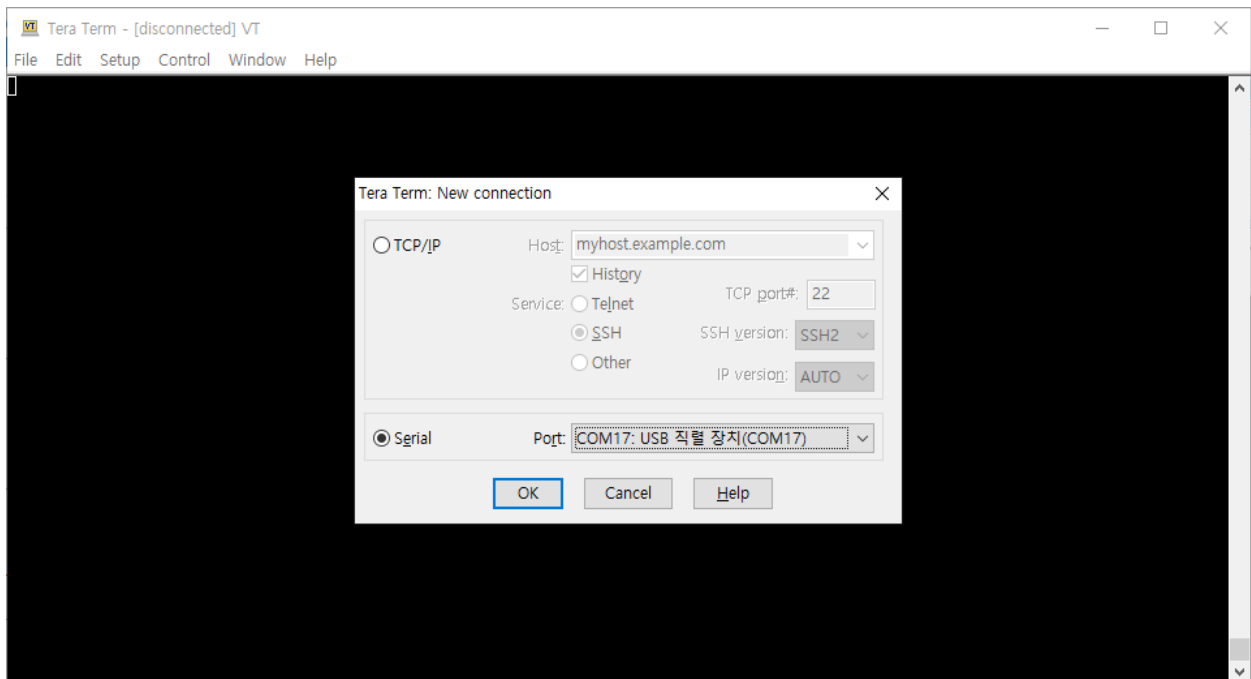 Tera Term - [disconnected] VT
File Edit Setup Control Window Help
Tera Term: New connection
TCP/IP
Host: myhost.example.com
History
Service: Telnet
TCP port#: 22
SSH
SSH version: SSH2
Other
IP version: AUTO
Serial
Port: COM17: USB 직렬 장치(COM17)
OK Cancel Help